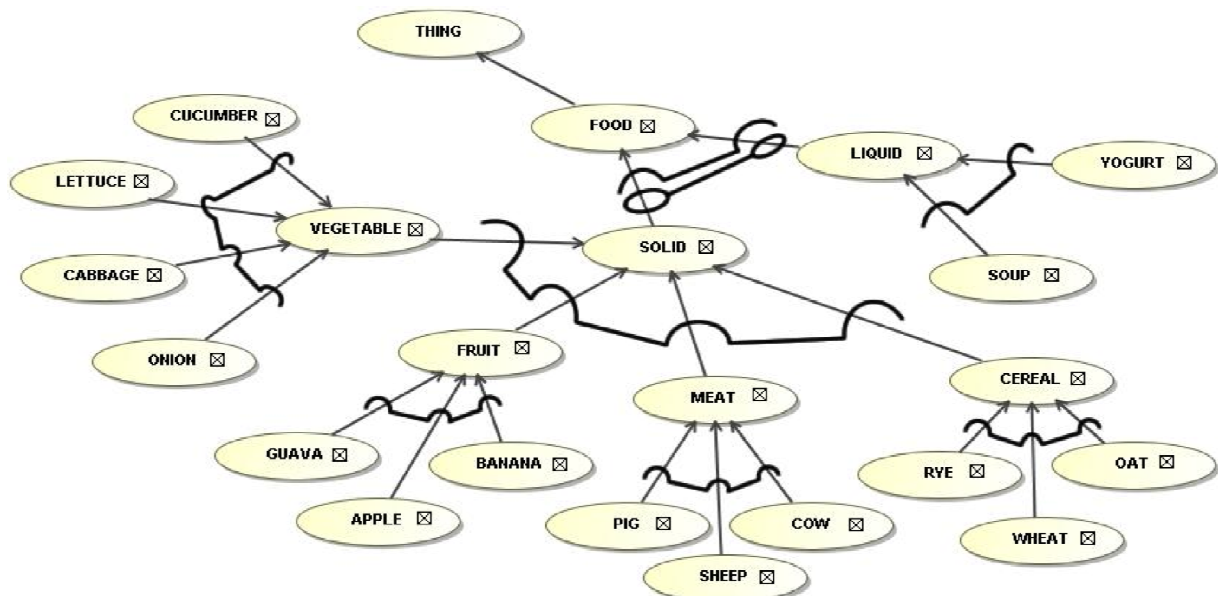 THING
FOOD
CUCUMBER
LIQUID
YOGURT
LETTUCE
VEGETABLE
SOLID
CABBAGE
SOUP
ONION
FRUIT
MEAT
CEREAL
GUAVA
BANANA
RYE
OAT
APPLE
PIG
COW
WHEAT
SHEEP